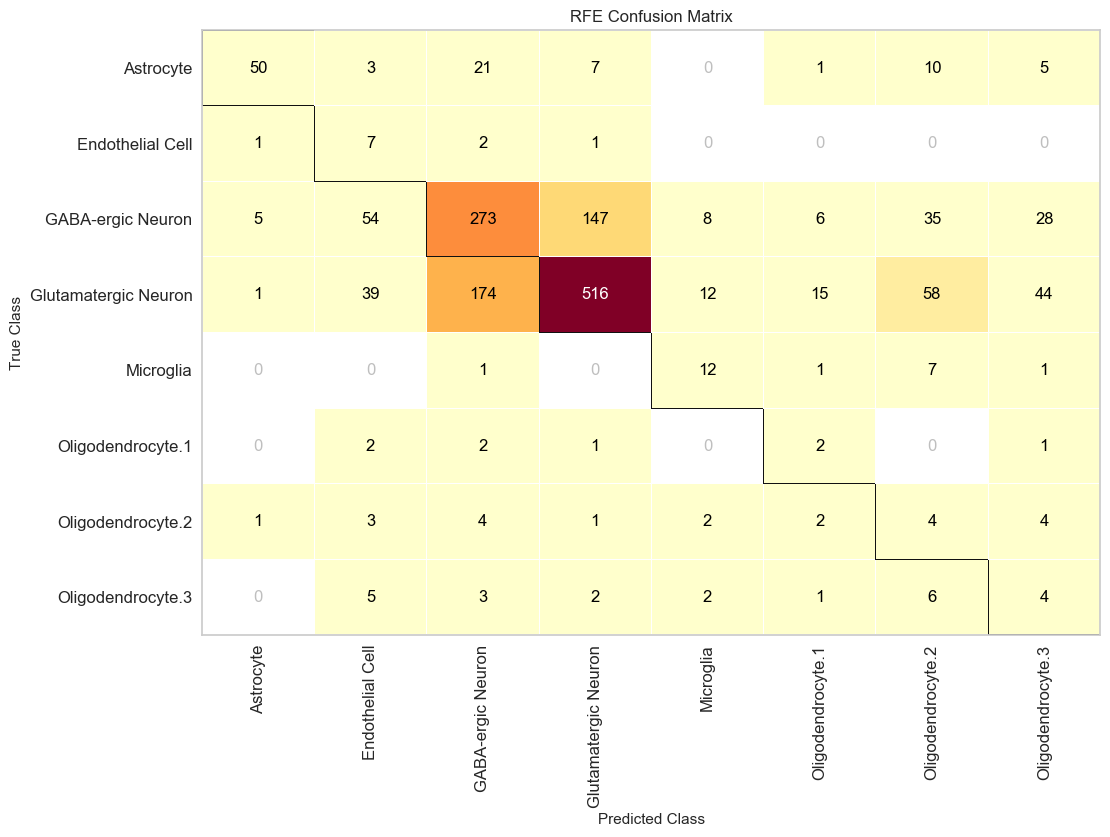 RFE Confusion Matrix
True Class
Astrocyte 50 3 21 7 0 1 10 5
Endothelial Cell 1 7 2 1 0 0 0 0
GABA-ergic Neuron 5 54 273 147 8 6 35 28
Glutamatergic Neuron 1 39 174 516 12 15 58 44
Microglia 0 0 1 0 12 1 7 1
Oligodendrocyte.1 0 2 2 1 0 2 0 1
Oligodendrocyte.2 1 3 4 1 2 2 4 4
Oligodendrocyte.3 0 5 3 2 2 1 6 4
Astrocyte
Endothelial Cell
GABA-ergic Neuron
Glutamatergic Neuron
Microglia
Oligodendrocyte.1
Oligodendrocyte.2
Oligodendrocyte.3
Predicted Class